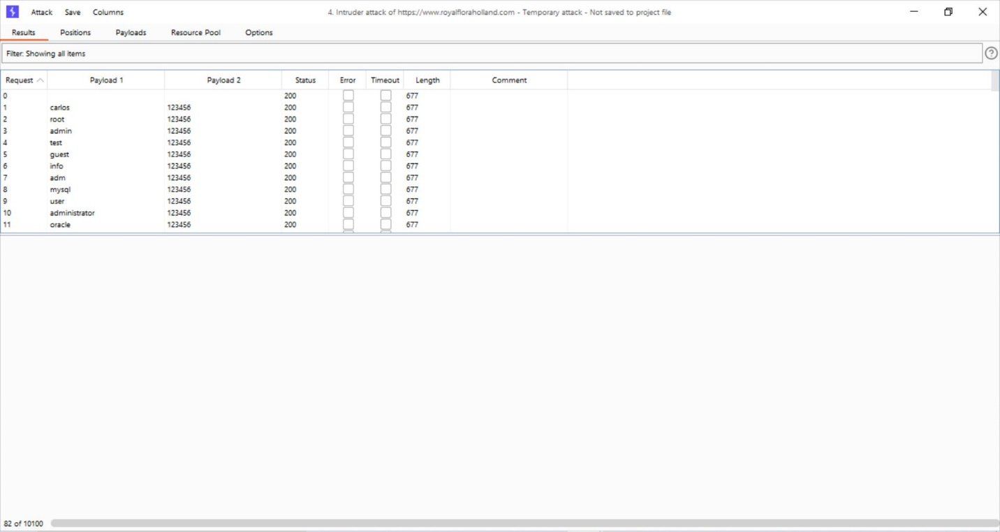 Attack Save Columns 4. Intruder attack of https://www.royalfloraholland.com - Temporary attack - Not saved to project file
Results Positions Payloads Resource Pool Options
Filter: Showing all items ?
Request Payload 1 Payload 2 Status Error Timeout Length Comment
0 200 677
1 carlos 123456 200 677
2 root 123456 200 677
3 admin 123456 200 677
4 test 123456 200 677
5 guest 123456 200 677
6 info 123456 200 677
7 adm 123456 200 677
8 mysql 123456 200 677
9 user 123456 200 677
10 administrator 123456 200 677
11 oracle 123456 200 677
82 of 10100